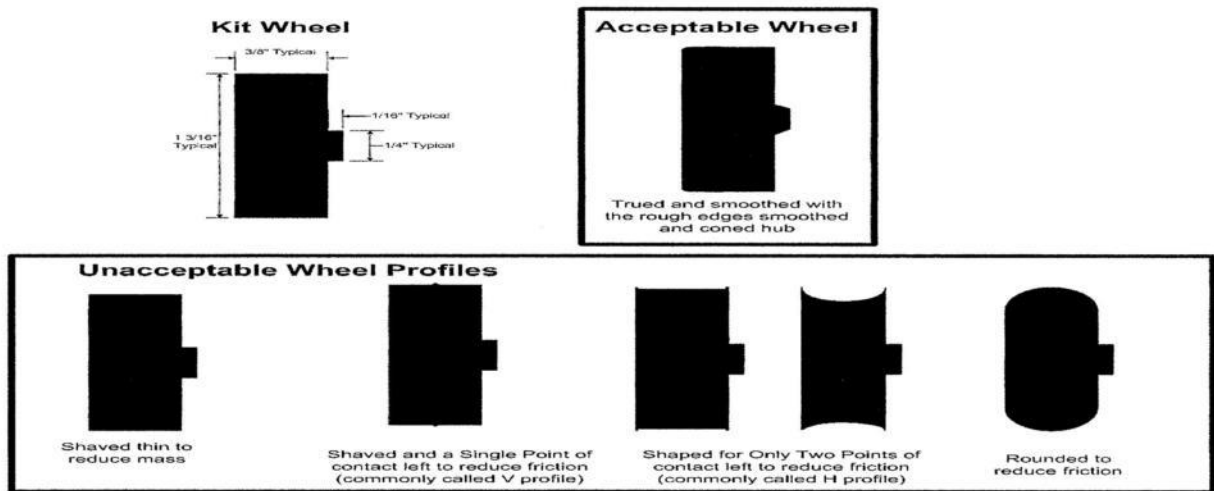 Kit Wheel
3/8" Typical
1 3/16"
Typical
1/16" Typical
1/4" Typical
Acceptable Wheel
Trued and smoothed with
the rough edges smoothed
and coned hub
Unacceptable Wheel Profiles
Shaved thin to
reduce mass
Shaved and a Single Point of
contact left to reduce friction
(commonly called V profile)
Shaped for Only Two Points of
contact left to reduce friction
(commonly called H profile)
Rounded to
reduce friction